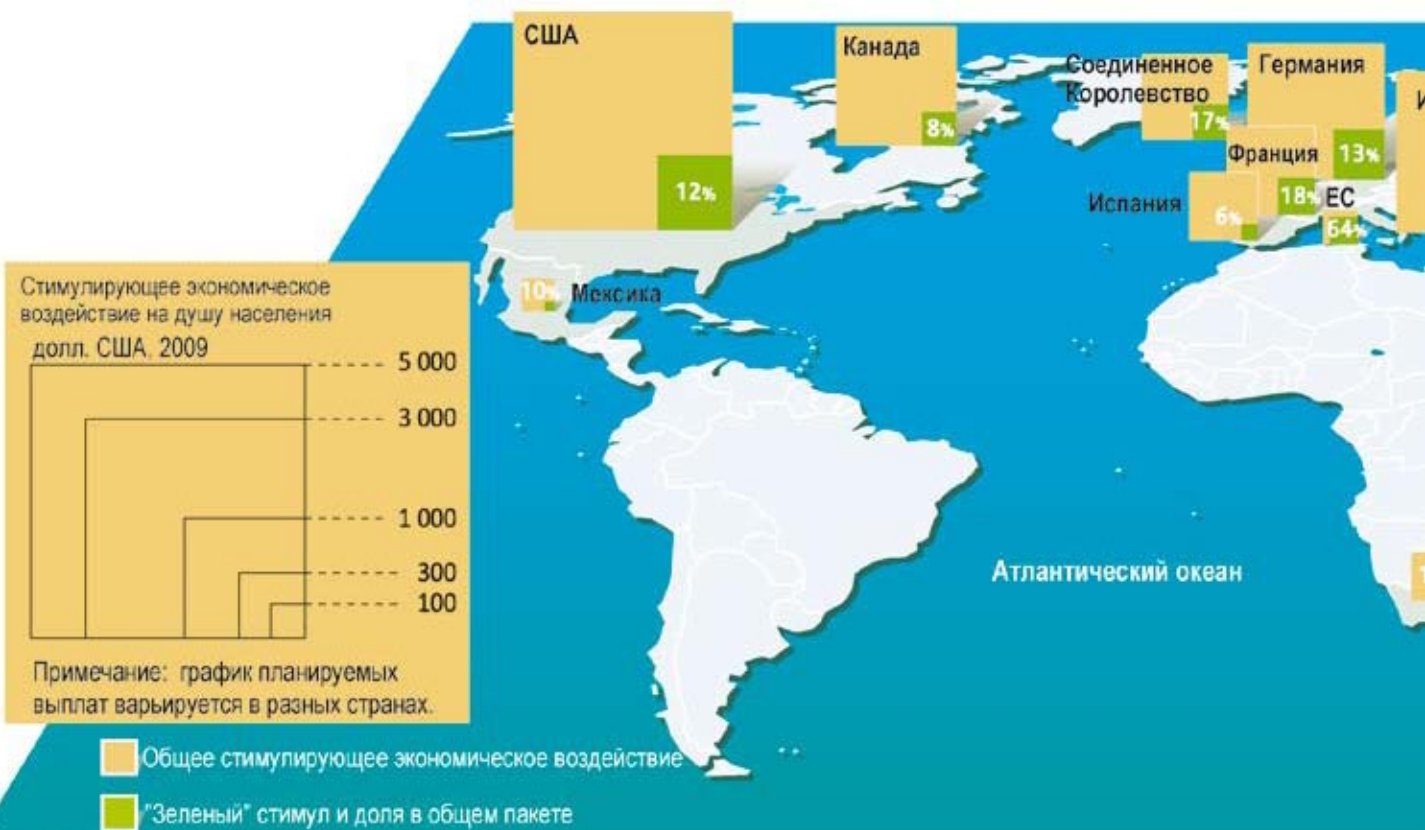 США
Канада
Соединенное
Королевство
Германия
И
8%
17%
Франция
13%
12%
Испания
6%
18%
ЕС
64%
Стимулирующее экономическое
воздействие на душу населения
долл. США, 2009
10%
Мексика
5 000
3 000
1 000
300
100
Атлантический океан
Примечание: график планируемых
выплат варьируется в разных странах.
Общее стимулирующее экономическое воздействие
"Зеленый" стимул и доля в общем пакете